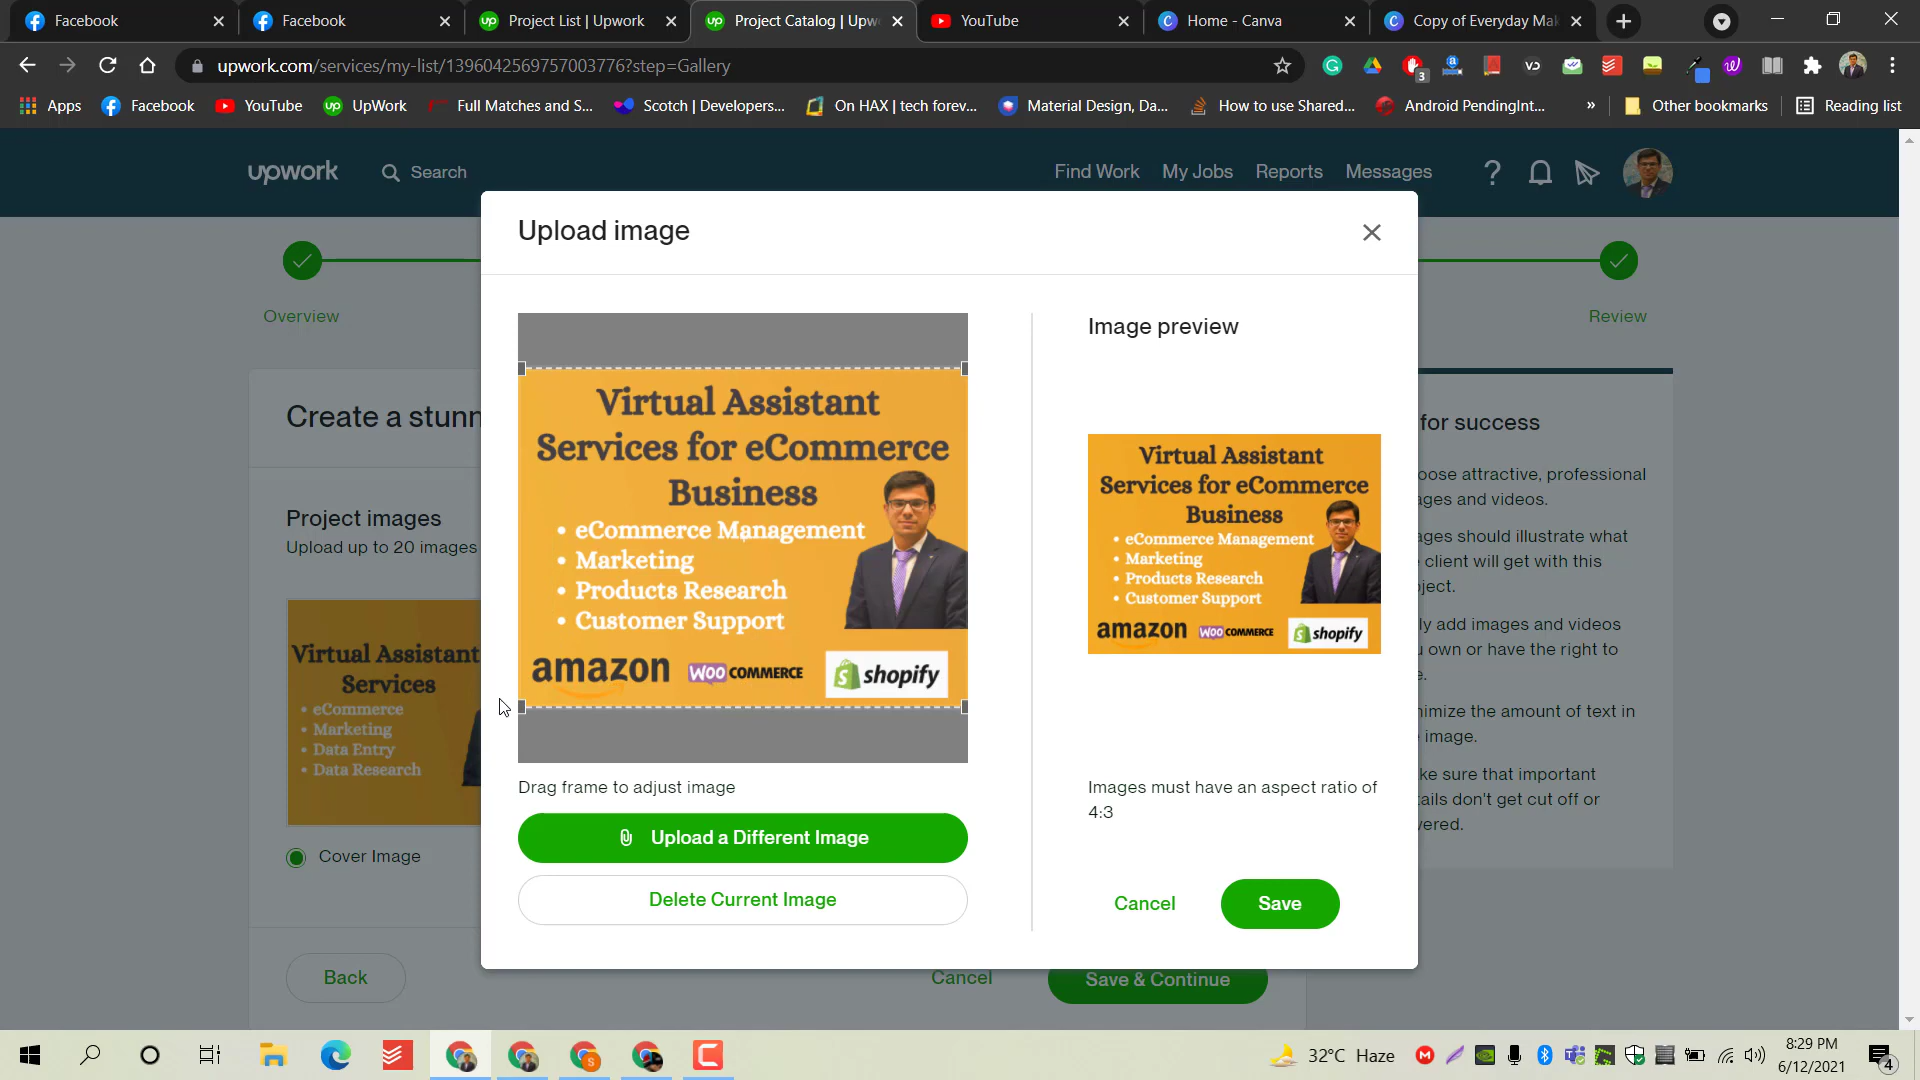 Facebook
Facebook
Project List | Upwork
Project Catalog | Upw
YouTube
Home - Canva
Copy of Everyday Mak
upwork.com/services/my-list/1396042569757003776?step=Gallery
3
Apps
Facebook
YouTube
UpWork
Full Matches and S...
Scotch | Developers...
On HAX | tech forev...
Material Design, Da...
How to use Shared...
Android PendingInt...
»
Other bookmarks
Reading list
upwork
Search
Find Work
My Jobs
Reports
Messages
Upload image
Overview
Review
Create a stunn
Project images
Upload up to 20 images
Virtual Assistant
Services
• eCommerce
• Marketing
• Data Entry
• Data Research
Cover Image
Back
Cancel
Save & Continue
Virtual Assistant
Services for eCommerce
Business
• eCommerce Management
• Marketing
• Products Research
• Customer Support
amazon
WOO COMMERCE
shopify
Drag frame to adjust image
Upload a Different Image
Delete Current Image
Image preview
Virtual Assistant
Services for eCommerce
Business
• eCommerce Management
• Marketing
• Products Research
• Customer Support
amazon
WOO COMMERCE
shopify
Images must have an aspect ratio of
4:3
Cancel
Save
for success
oose attractive, professional
ages and videos.
ages should illustrate what
client will get with this
ject.
ly add images and videos
own or have the right to
e.
nimize the amount of text in
image.
ke sure that important
tails don't get cut off or
vered.
32°C Haze
8:29 PM
6/12/2021
4